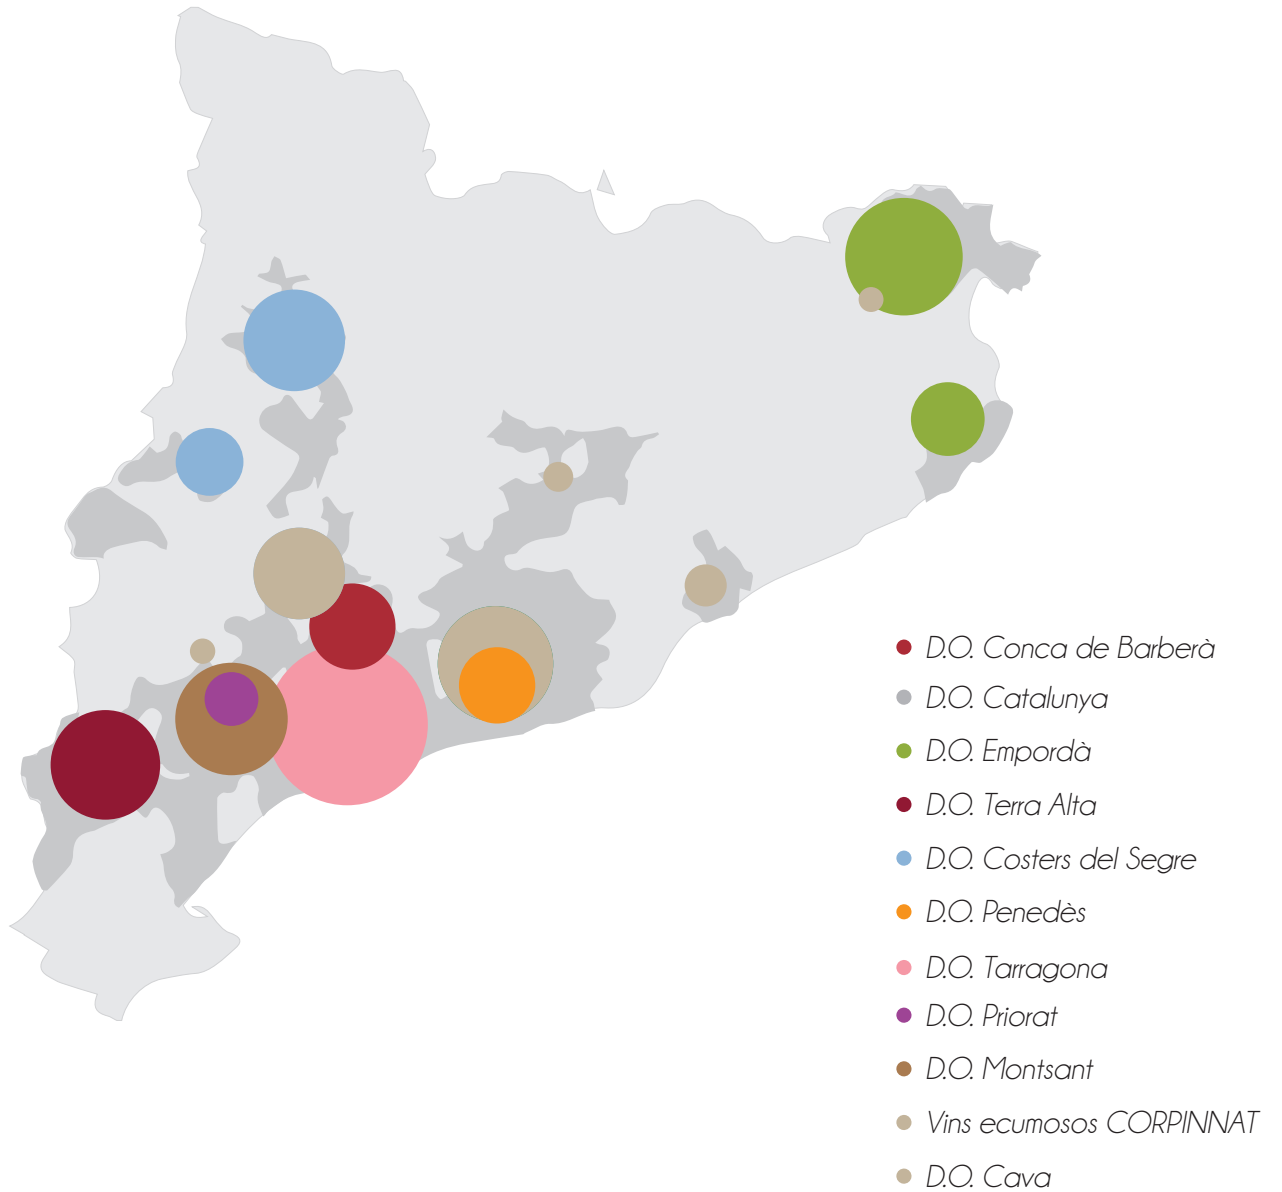 D.O. Conca de Barberà
D.O. Catalunya
D.O. Empordà
D.O. Terra Alta
D.O. Costers del Segre
D.O. Penedès
D.O. Tarragona
D.O. Priorat
D.O. Montsant
Vins ecumosos CORPINNAT
D.O. Cava